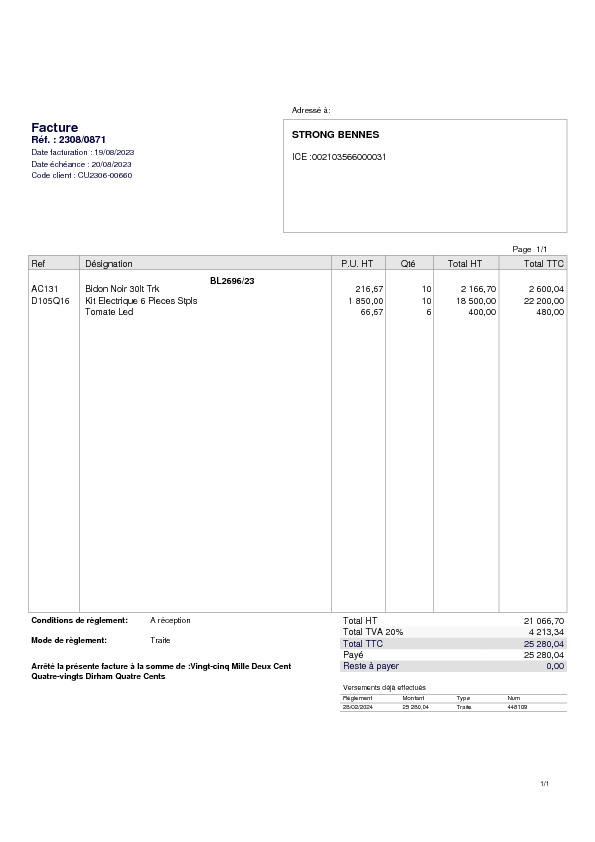 Adressé à:
Facture
Réf. : 2308/0871
Date facturation : 19/08/2023
Date échéance : 20/08/2023
Code client : CU2306-00660
STRONG BENNES
ICE :002103566000031
Page 1/1
Ref Désignation P.U. HT Qté Total HT Total TTC
BL2696/23
AC131 Bidon Noir 30lt Trk 216,67 10 2 166,70 2 600,04
D105Q16 Kit Electrique 6 Pieces Stpls 1 850,00 10 18 500,00 22 200,00
Tomate Led 66,67 6 400,00 480,00
Conditions de règlement: A réception
Mode de règlement: Traite
Arrêté la présente facture à la somme de :Vingt-cinq Mille Deux Cent
Quatre-vingts Dirham Quatre Cents
Total HT 21 066,70
Total TVA 20% 4 213,34
Total TTC 25 280,04
Payé 25 280,04
Reste à payer 0,00
Versements déjà effectués
Règlement Montant Type Num
28/02/2024 25 280,04 Traite 448109
1/1